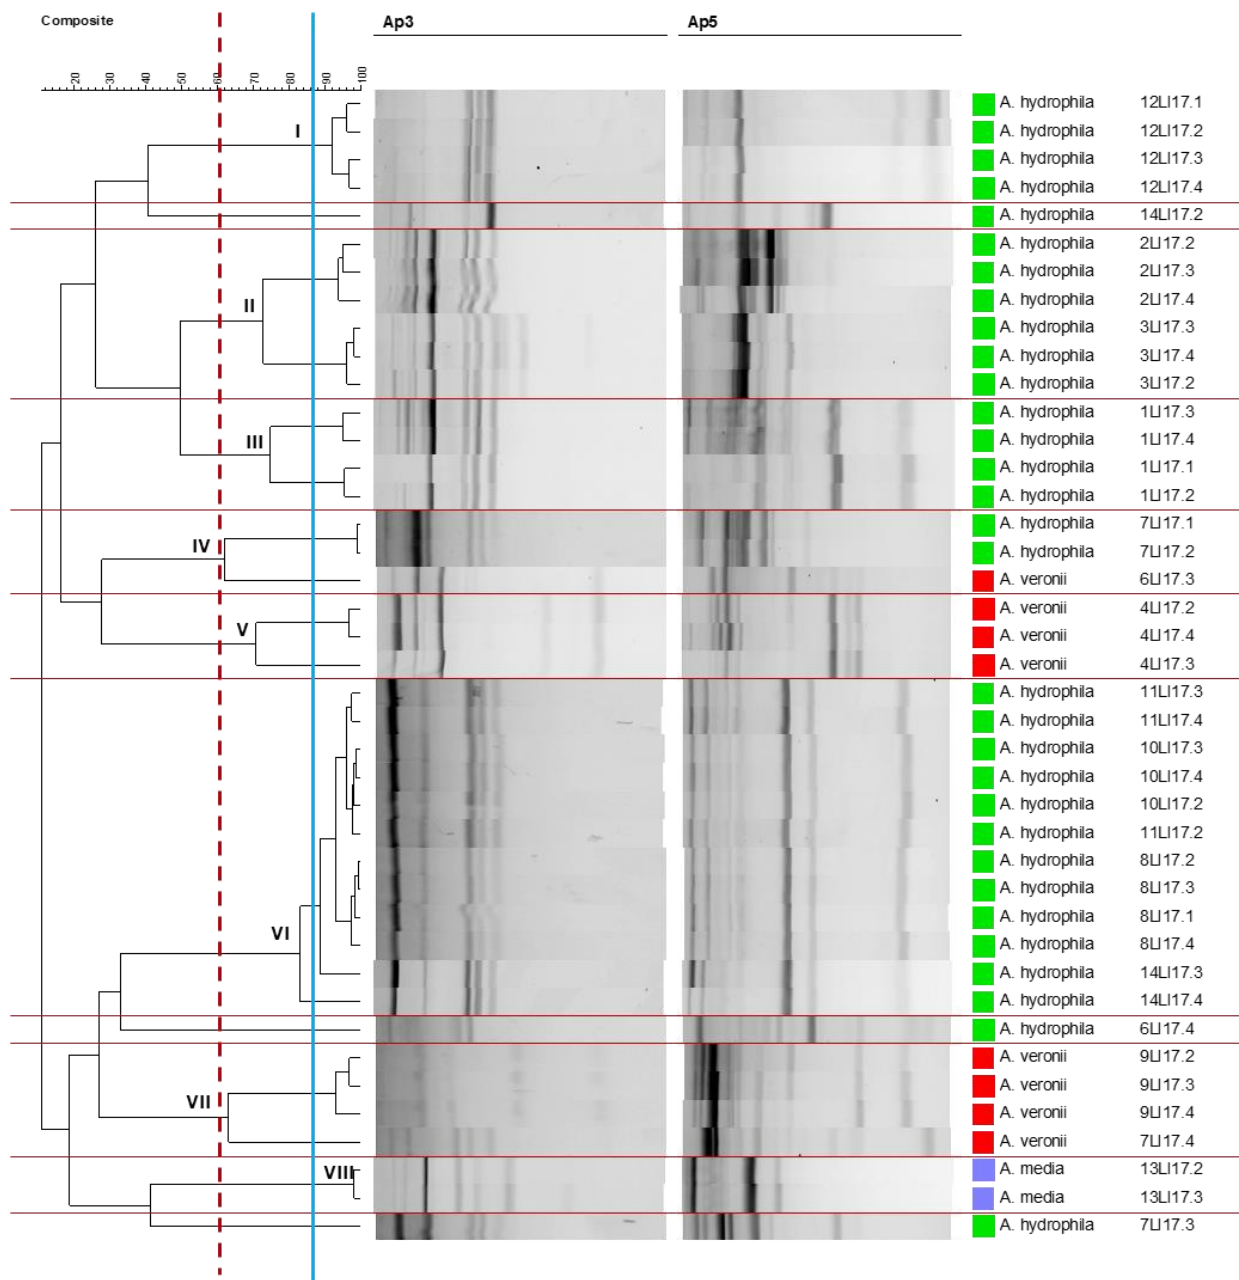 Composite Ap3 Ap5
20 30 40 50 60 70 80 90 100
I
A. hydrophila 12LI17.1
A. hydrophila 12LI17.2
A. hydrophila 12LI17.3
A. hydrophila 12LI17.4
A. hydrophila 14LI17.2
A. hydrophila 2LI17.2
A. hydrophila 2LI17.3
A. hydrophila 2LI17.4
II
A. hydrophila 3LI17.3
A. hydrophila 3LI17.4
A. hydrophila 3LI17.2
A. hydrophila 1LI17.3
A. hydrophila 1LI17.4
III
A. hydrophila 1LI17.1
A. hydrophila 1LI17.2
A. hydrophila 7LI17.1
IV
A. hydrophila 7LI17.2
A. veronii 6LI17.3
A. veronii 4LI17.2
V
A. veronii 4LI17.4
A. veronii 4LI17.3
A. hydrophila 11LI17.3
A. hydrophila 11LI17.4
A. hydrophila 10LI17.3
A. hydrophila 10LI17.4
A. hydrophila 10LI17.2
A. hydrophila 11LI17.2
A. hydrophila 8LI17.2
A. hydrophila 8LI17.3
A. hydrophila 8LI17.1
VI
A. hydrophila 8LI17.4
A. hydrophila 14LI17.3
A. hydrophila 14LI17.4
A. hydrophila 6LI17.4
A. veronii 9LI17.2
A. veronii 9LI17.3
VII
A. veronii 9LI17.4
A. veronii 7LI17.4
VIII
A. media 13LI17.2
A. media 13LI17.3
A. hydrophila 7LI17.3